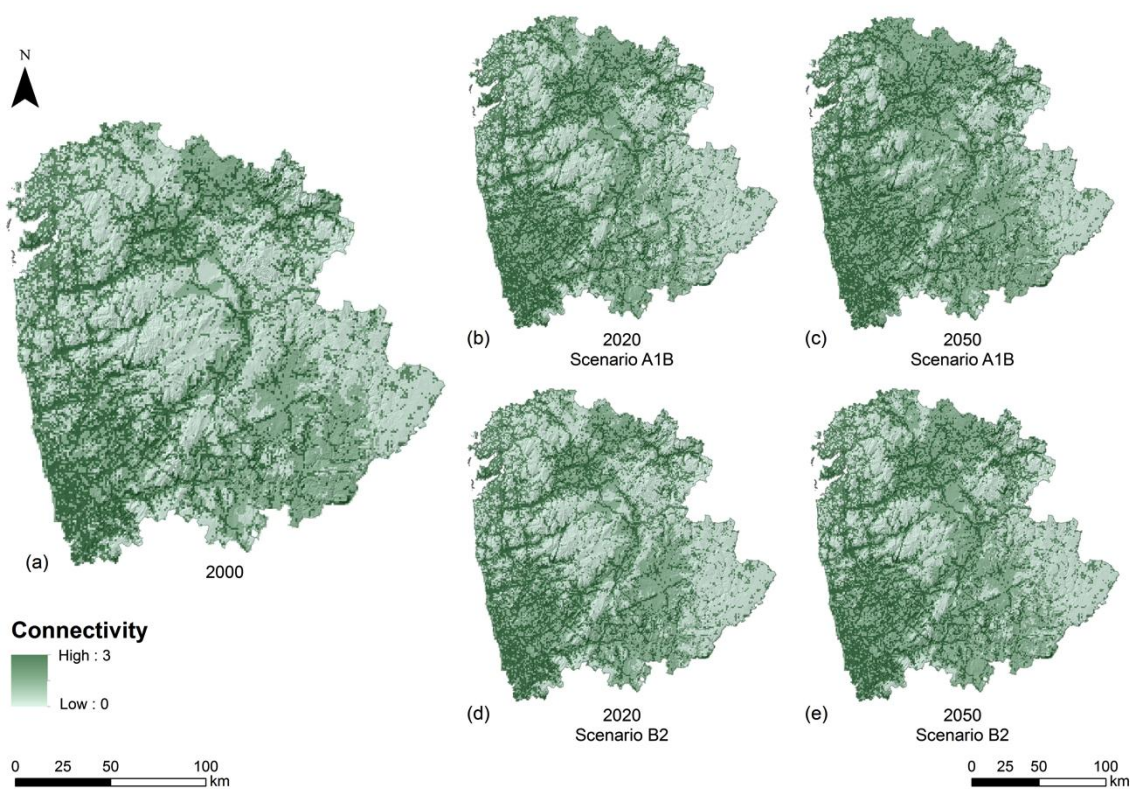 N
(a)
2000
(b)
2020
Scenario A1B
(c)
2050
Scenario A1B
(d)
2020
Scenario B2
(e)
2050
Scenario B2
Connectivity
High : 3
Low : 0
0 25 50 100
km
0 25 50 100
km